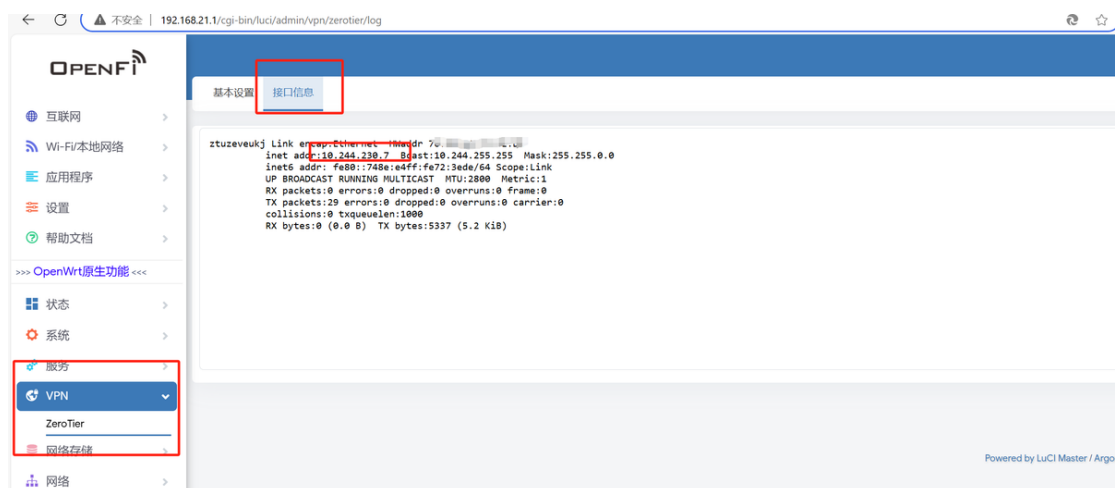 不安全 | 192.168.21.1/cgi-bin/luci/admin/vpn/zerotier/log
OPENFi
基本设置
接口信息
互联网
Wi-Fi/本地网络
应用程序
设置
帮助文档
>>> OpenWrt原生功能 <<<
状态
系统
服务
VPN
ZeroTier
网络存储
网络
ztuzeveukj Link encap:Ethernet HWaddr
inet addr:10.244.230.7 Bcast:10.244.255.255 Mask:255.255.0.0
inet6 addr: fe80::748e:e4ff:fe72:3ede/64 Scope:Link
UP BROADCAST RUNNING MULTICAST MTU:2800 Metric:1
RX packets:0 errors:0 dropped:0 overruns:0 frame:0
TX packets:29 errors:0 dropped:0 overruns:0 carrier:0
collisions:0 txqueuelen:1000
RX bytes:0 (0.0 B) TX bytes:5337 (5.2 KiB)
Powered by LuCI Master / Argo